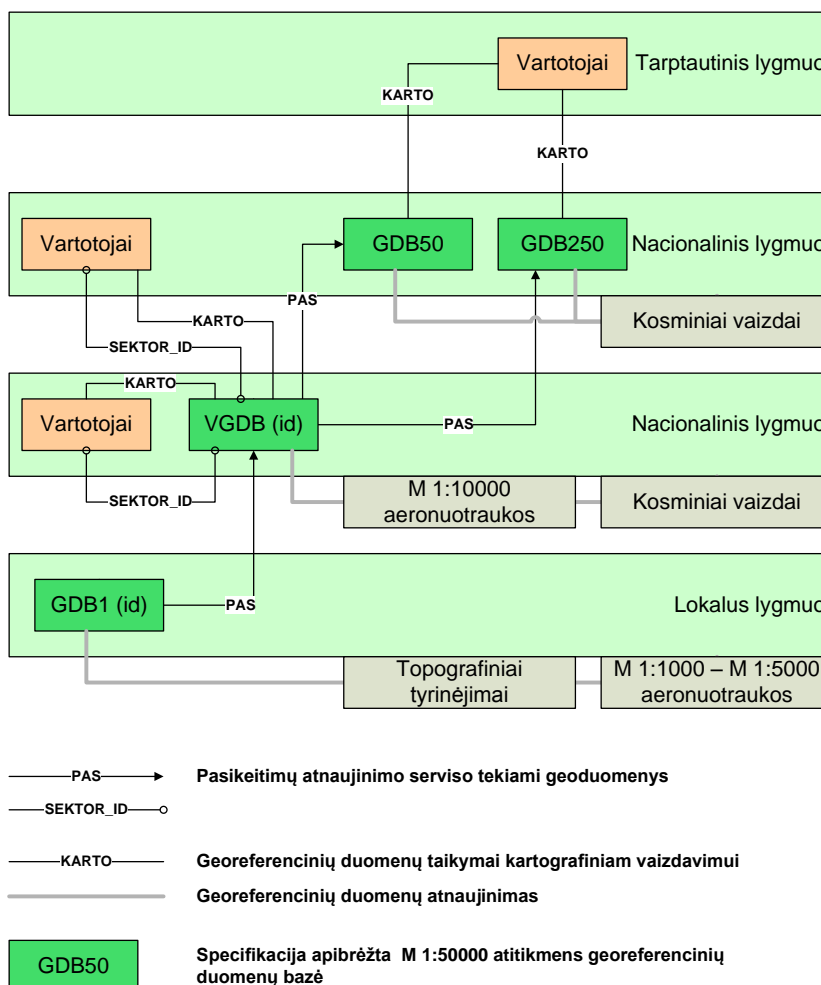 Vartotojai
Tarptautinis lygmuo
KARTO
KARTO
Vartotojai
GDB50
GDB250
Nacionalinis lygmuo
PAS
Kosminiai vaizdai
KARTO
SEKTOR_ID
KARTO
Vartotojai
VGDB (id)
PAS
Nacionalinis lygmuo
SEKTOR_ID
M 1:10000
aeronuotraukos
Kosminiai vaizdai
GDB1 (id)
PAS
Lokalus lygmuo
Topografiniai
tyrinėjimai
M 1:1000 – M 1:5000
aeronuotraukos
PAS
Pasikeitimų atnaujinimo serviso tekiami geoduomenys
SEKTOR_ID
KARTO
Georeferencinių duomenų taikymai kartografiniam vaizdavimui
Georeferencinių duomenų atnaujinimas
GDB50
Specifikacija apibrėžta M 1:50000 atitikmens georeferencinių
duomenų bazė